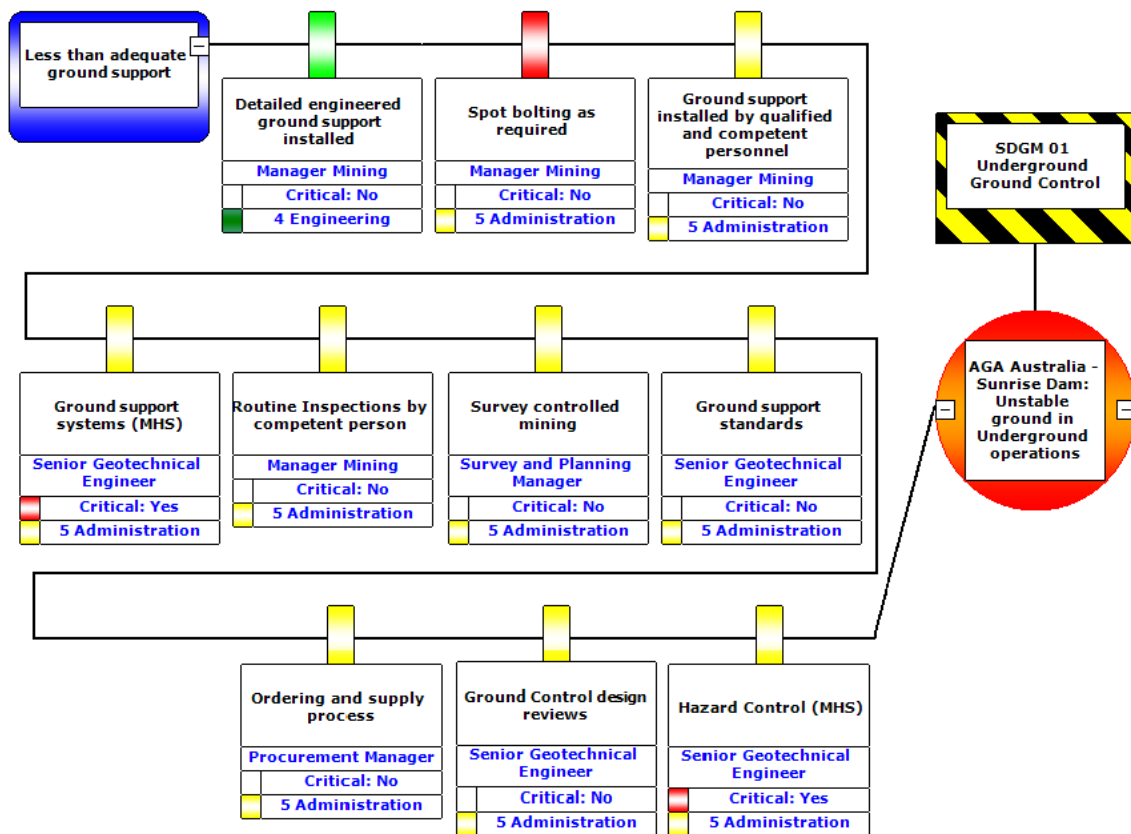 Less than adequate
ground support
Detailed engineered
ground support
installed
Manager Mining
Critical: No
4 Engineering
Spot bolting as
required
Manager Mining
Critical: No
5 Administration
Ground support
installed by qualified
and competent
personnel
Manager Mining
Critical: No
5 Administration
SDGM 01
Underground
Ground Control
Ground support
systems (MHS)
Senior Geotechnical
Engineer
Critical: Yes
5 Administration
Routine Inspections by
competent person
Manager Mining
Critical: No
5 Administration
Survey controlled
mining
Survey and Planning
Manager
Critical: No
5 Administration
Ground support
standards
Senior Geotechnical
Engineer
Critical: No
5 Administration
AGA Australia -
Sunrise Dam:
Unstable
ground in
Underground
operations
Ordering and supply
process
Procurement Manager
Critical: No
5 Administration
Ground Control design
reviews
Senior Geotechnical
Engineer
Critical: No
5 Administration
Hazard Control (MHS)
Senior Geotechnical
Engineer
Critical: Yes
5 Administration